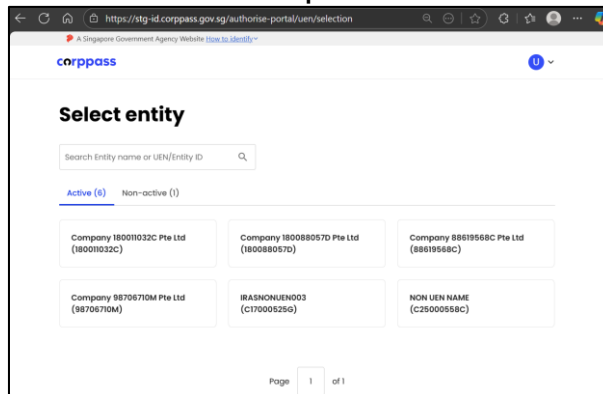 https://stg-id.corppass.gov.sg/authorise-portal/uen/selection
A Singapore Government Agency Website How to identify
corppass
U
Select entity
Search Entity name or UEN/Entity ID
Active (6) Non-active (1)
Company 180011032C Pte Ltd
(180011032C)
Company 180088057D Pte Ltd
(180088057D)
Company 88619568C Pte Ltd
(88619568C)
Company 98706710M Pte Ltd
(98706710M)
IRASNONUEN003
(C17000525G)
NON UEN NAME
(C25000558C)
Page 1 of 1